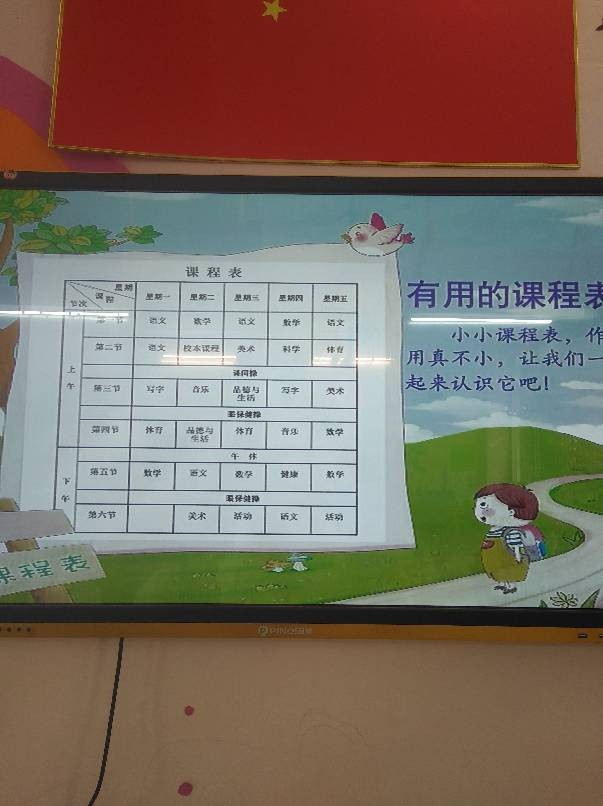 课程表
星期
课程
节次
星期一 星期二 星期三 星期四 星期五
第一节 语文 数学 语文 数学 语文
上午
第二节 语文 校本课程 美术 科学 体育
课间操
第三节 写字 音乐 品德与生活 写字 美术
眼保健操
第四节 体育 品德与生活 体育 音乐 数学
午休
下午
第五节 数学 语文 数学 健康 数学
眼保健操
第六节 美术 活动 语文 活动
有用的课程表
小小课程表，作
用真不小，让我们一
起来认识它吧！
课程表